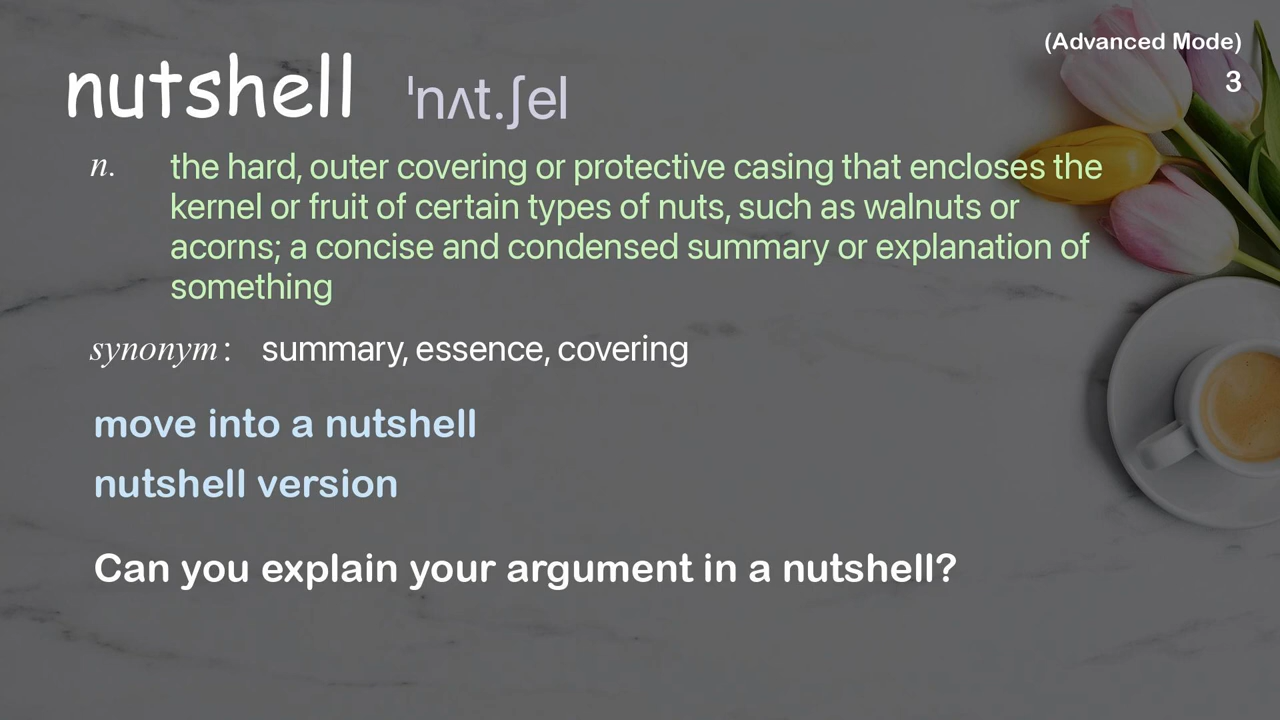 (Advanced Mode)
3
nutshell ˈnʌt.ʃel
n. the hard, outer covering or protective casing that encloses the
kernel or fruit of certain types of nuts, such as walnuts or
acorns; a concise and condensed summary or explanation of
something
synonym: summary, essence, covering
move into a nutshell
nutshell version
Can you explain your argument in a nutshell?